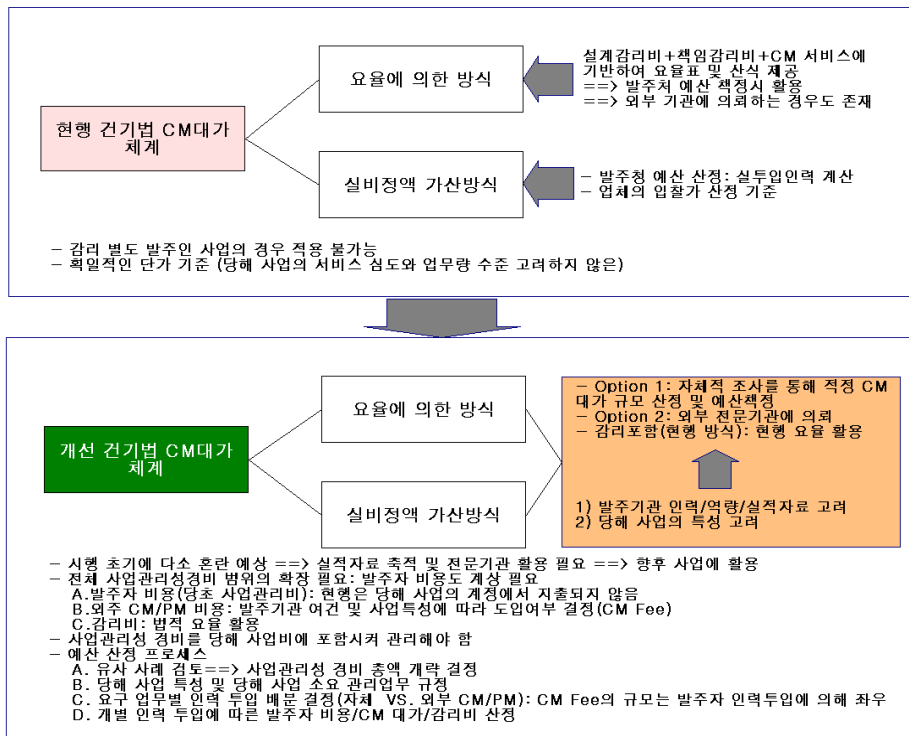 설계감리비+책임감리비+CM 서비스에
기반하여 요율표 및 산식 제공
==> 발주처 예산 책정시 활용
==> 외부 기관에 의뢰하는 경우도 존재
요율에 의한 방식
현행 건기법 CM대가
체계
실비정액 가산방식
- 발주청 예산 산정: 실투입인력 계산
- 업체의 입찰가 산정 기준
- 감리 별도 발주인 사업의 경우 적용 불가능
- 획일적인 단가 기준 (당해 사업의 서비스 심도와 업무량 수준 고려하지 않은)
요율에 의한 방식
개선 건기법 CM대가
체계
실비정액 가산방식
- Option 1: 자체적 조사를 통해 적정 CM
대가 규모 산정 및 예산책정
- Option 2: 외부 전문기관에 의뢰
- 감리포함(현행 방식): 현행 요율 활용
1) 발주기관 인력/역량/실적자료 고려
2) 당해 사업의 특성 고려
- 시행 초기에 다소 혼란 예상 ==> 실적자료 축적 및 전문기관 활용 필요 ==> 향후 사업에 활용
- 전체 사업관리성경비 범위의 확장 필요: 발주자 비용도 계상 필요
A.발주자 비용(당초 사업관리비): 현행은 당해 사업의 계정에서 지출되지 않음
B.외주 CM/PM 비용: 발주기관 여건 및 사업특성에 따라 도입여부 결정(CM Fee)
C.감리비: 법적 요율 활용
- 사업관리성 경비를 당해 사업비에 포함시켜 관리해야 함
- 예산 산정 프로세스
A. 유사 사례 검토==> 사업관리성 경비 총액 개략 결정
B. 당해 사업 특성 및 당해 사업 소요 관리업무 규정
C. 요구 업무별 인력 투입 배분 결정(자체 VS. 외부 CM/PM): CM Fee의 규모는 발주자 인력투입에 의해 좌우
D. 개별 인력 투입에 따른 발주자 비용/CM 대가/감리비 산정